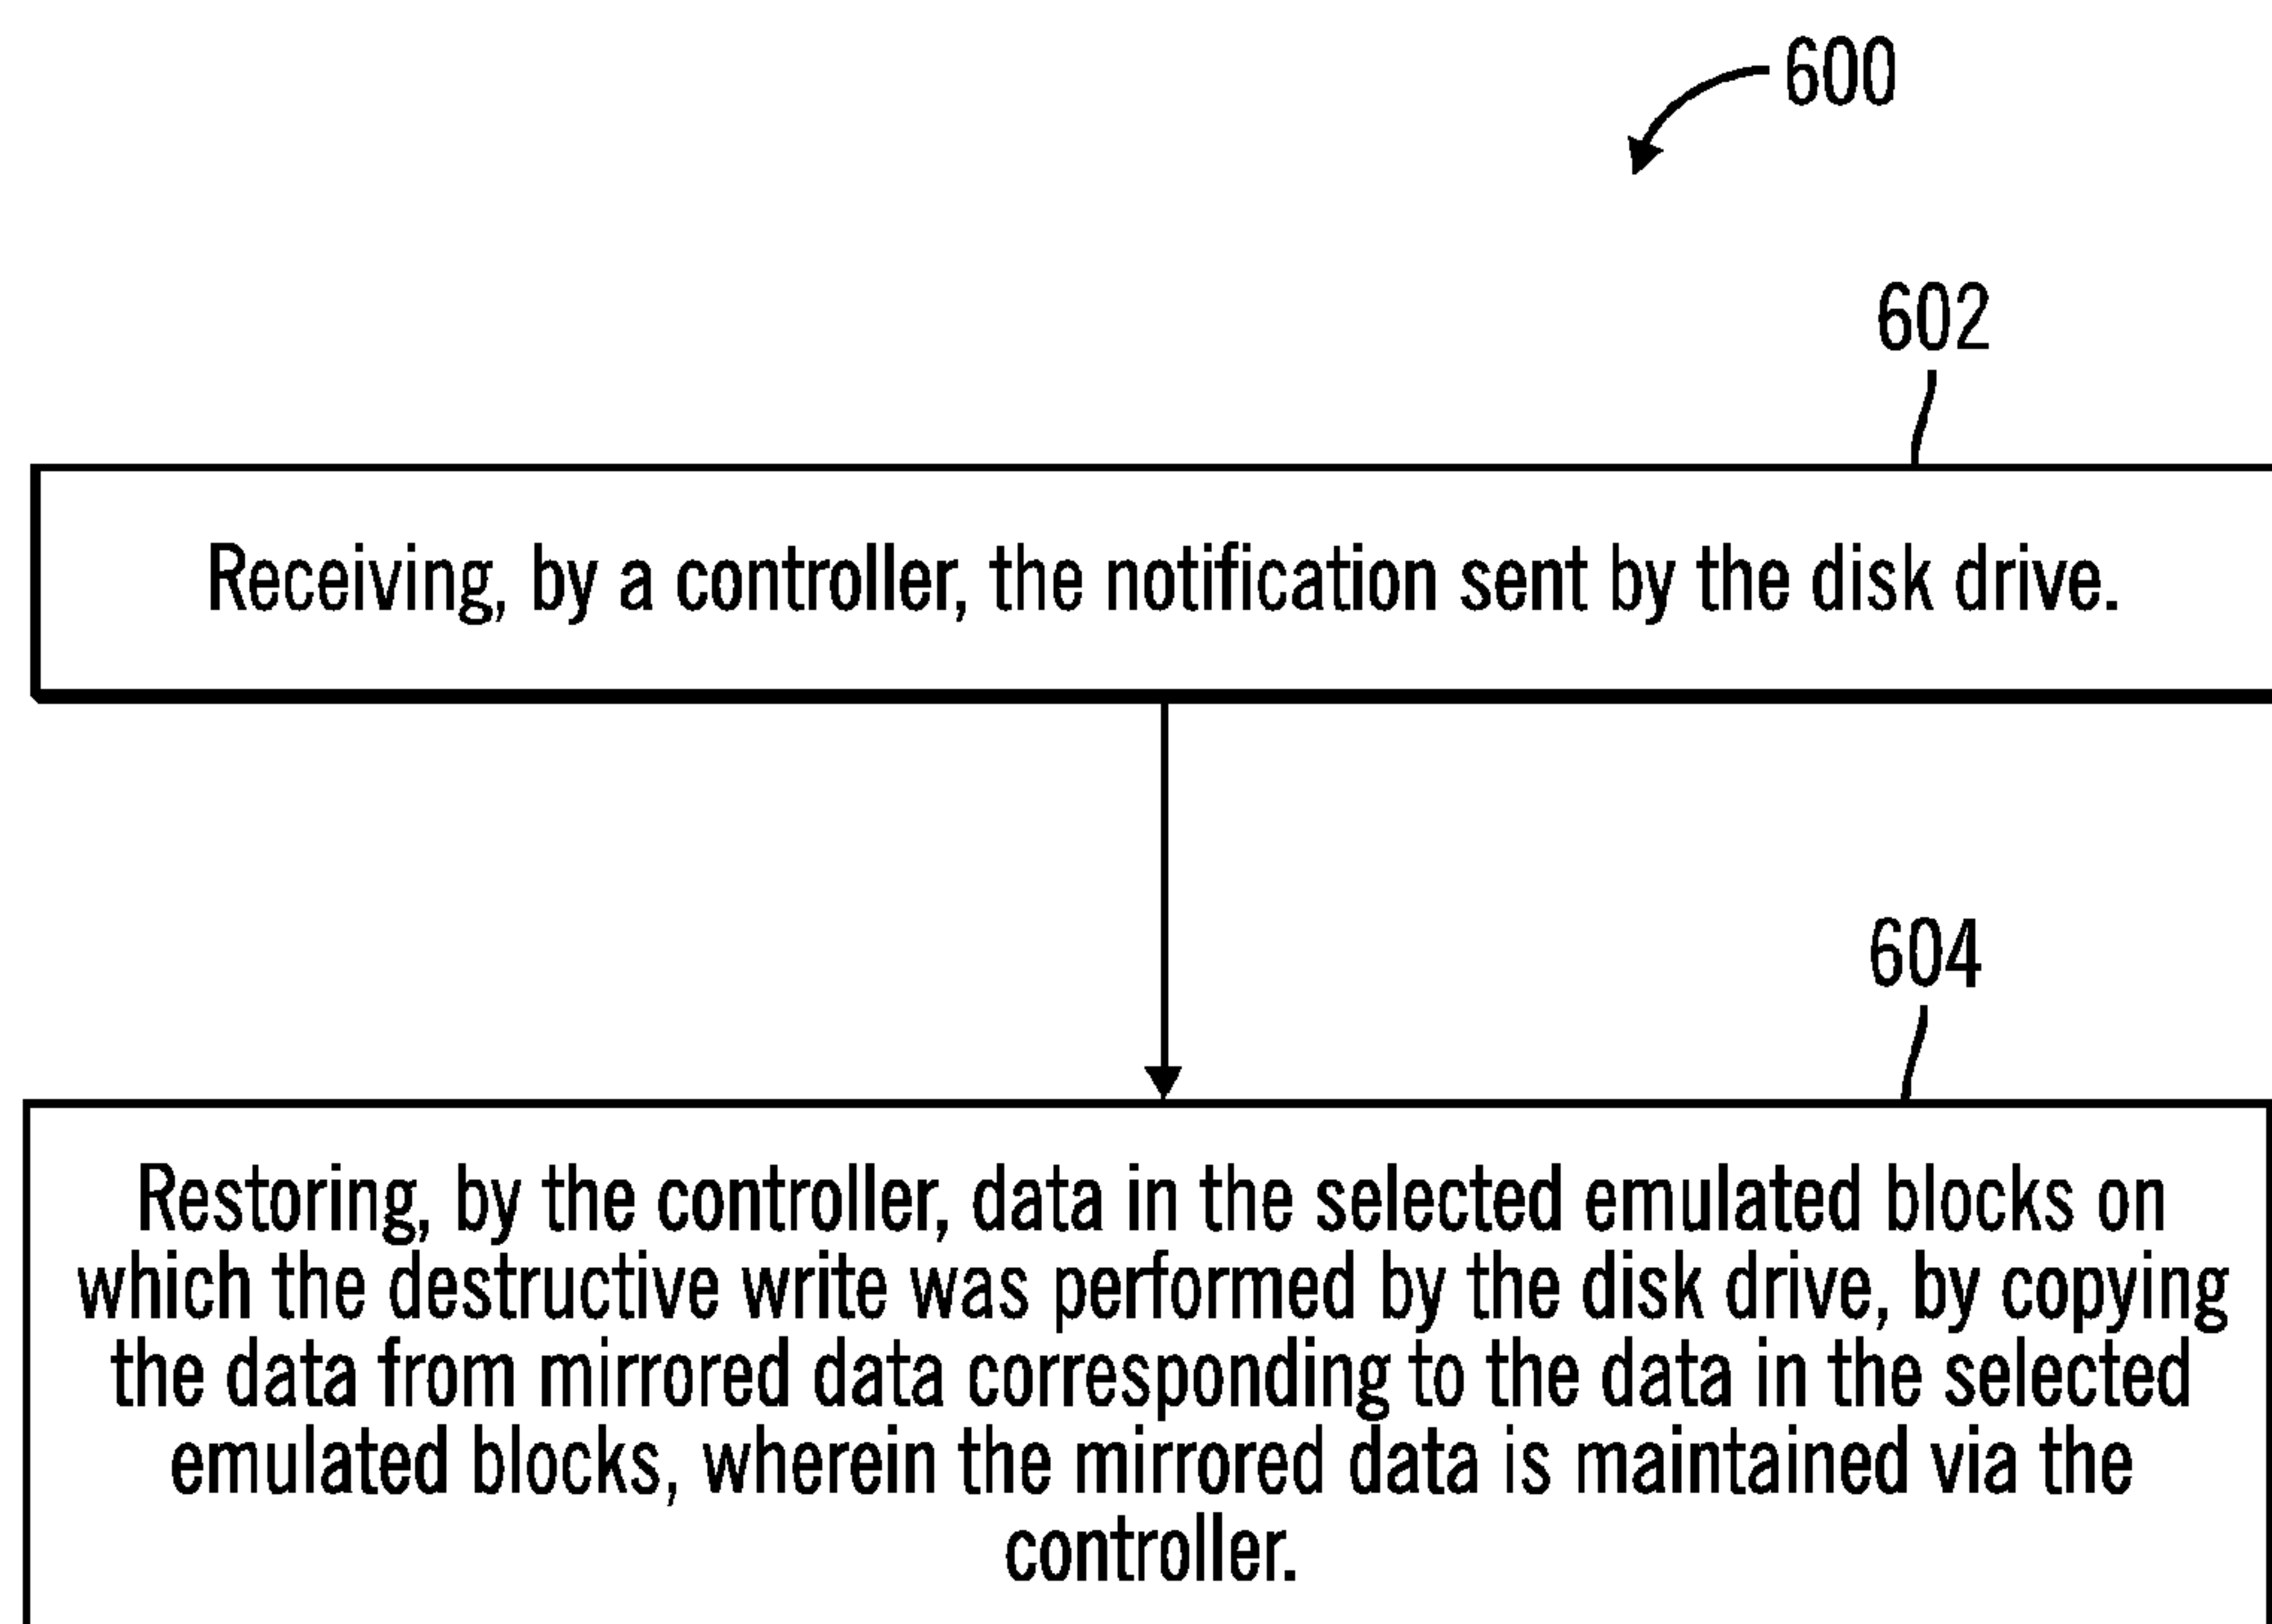 600
602
Receiving, by a controller, the notification sent by the disk drive.
604
Restoring, by the controller, data in the selected emulated blocks on
which the destructive write was performed by the disk drive, by copying
the data from mirrored data corresponding to the data in the selected
emulated blocks, wherein the mirrored data is maintained via the
controller.